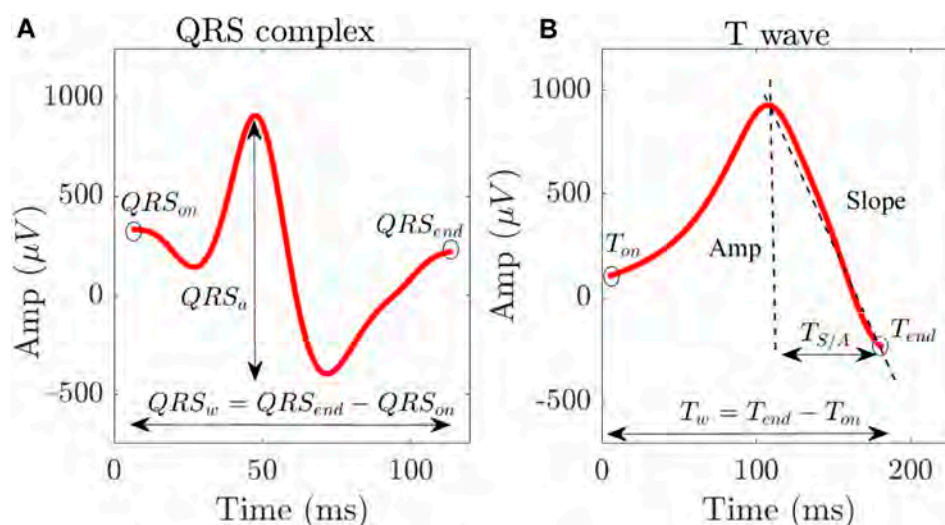 A
QRS complex
Amp (μV)
1000
500
0
-500
QRS_on
QRS_end
QRS_a
QRS_w = QRS_end − QRS_on
0
50
100
Time (ms)
B
T wave
Amp (μV)
1000
500
0
-500
T_on
Amp
Slope
T_S/A
T_end
T_w = T_end − T_on
0
100
200
Time (ms)